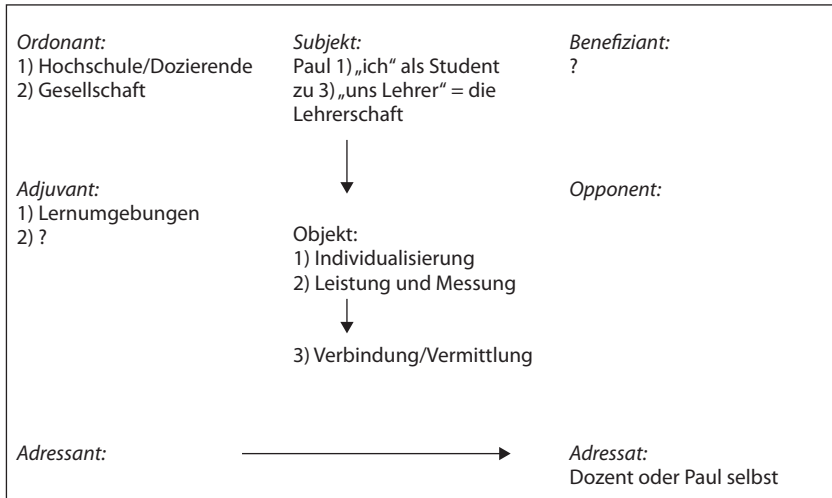 Ordonant:
1) Hochschule/Dozierende
2) Gesellschaft
Subjekt:
Paul 1) „ich“ als Student
zu 3) „uns Lehrer“ = die
Lehrerschaft
Benefiziant:
?
Adjuvant:
1) Lernumgebungen
2) ?
Opponent:
Objekt:
1) Individualisierung
2) Leistung und Messung
3) Verbindung/Vermittlung
Adressant:
Adressat:
Dozent oder Paul selbst